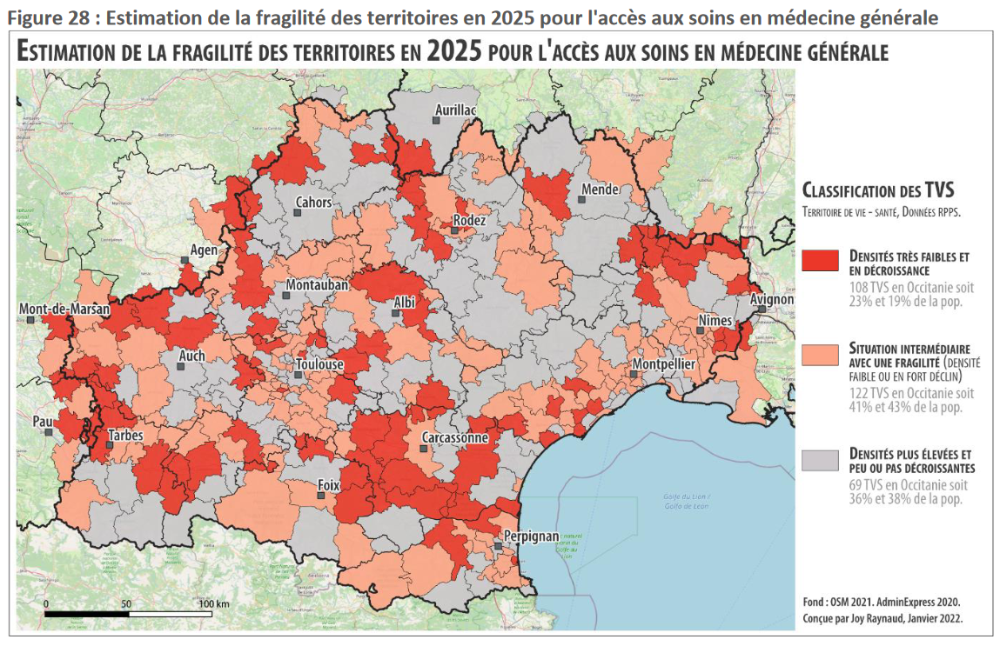 Figure 28 : Estimation de la fragilité des territoires en 2025 pour l'accès aux soins en médecine générale
ESTIMATION DE LA FRAGILITÉ DES TERRITOIRES EN 2025 POUR L'ACCÈS AUX SOINS EN MÉDECINE GÉNÉRALE
Aurillac
Mende
Cahors
Rodez
Agen
Montauban
Albi
Avignon
Mont-de-Marsan
Nîmes
Auch
Toulouse
Montpellier
Pau
Tarbes
Carcassonne
Foix
Golfe du Lion /
Golfo de León
Perpignan
Andorra
0 50 100 km
CLASSIFICATION DES TVS
TERRITOIRE DE VIE - SANTÉ, DONNÉES RPPS.
DENSITÉS TRÈS FAIBLES ET
EN DÉCROISSANCE
108 TVS en Occitanie soit
23% et 19% de la pop.
SITUATION INTERMÉDIAIRE
AVEC UNE FRAGILITÉ (DENSITÉ
FAIBLE OU EN FORT DÉCLIN)
122 TVS en Occitanie soit
41% et 43% de la pop.
DENSITÉS PLUS ÉLEVÉES ET
PEU OU PAS DÉCROISSANTES
69 TVS en Occitanie soit
36% et 38% de la pop.
Fond : OSM 2021. AdminExpress 2020.
Conçue par Joy Raynaud, Janvier 2022.